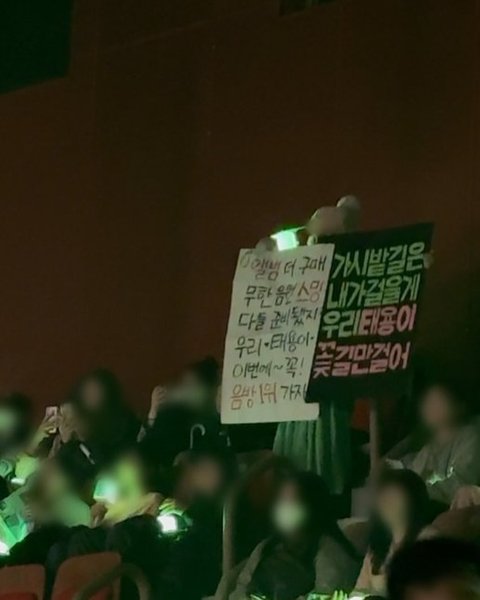 앨범 더 구매
무한 음원 스밍
다들 준비됐지
우리·태용이·
이번에~꼭!
음방 1위 가자
가시밭길은
내가걸을게
우리태용이
꽃길만걸어